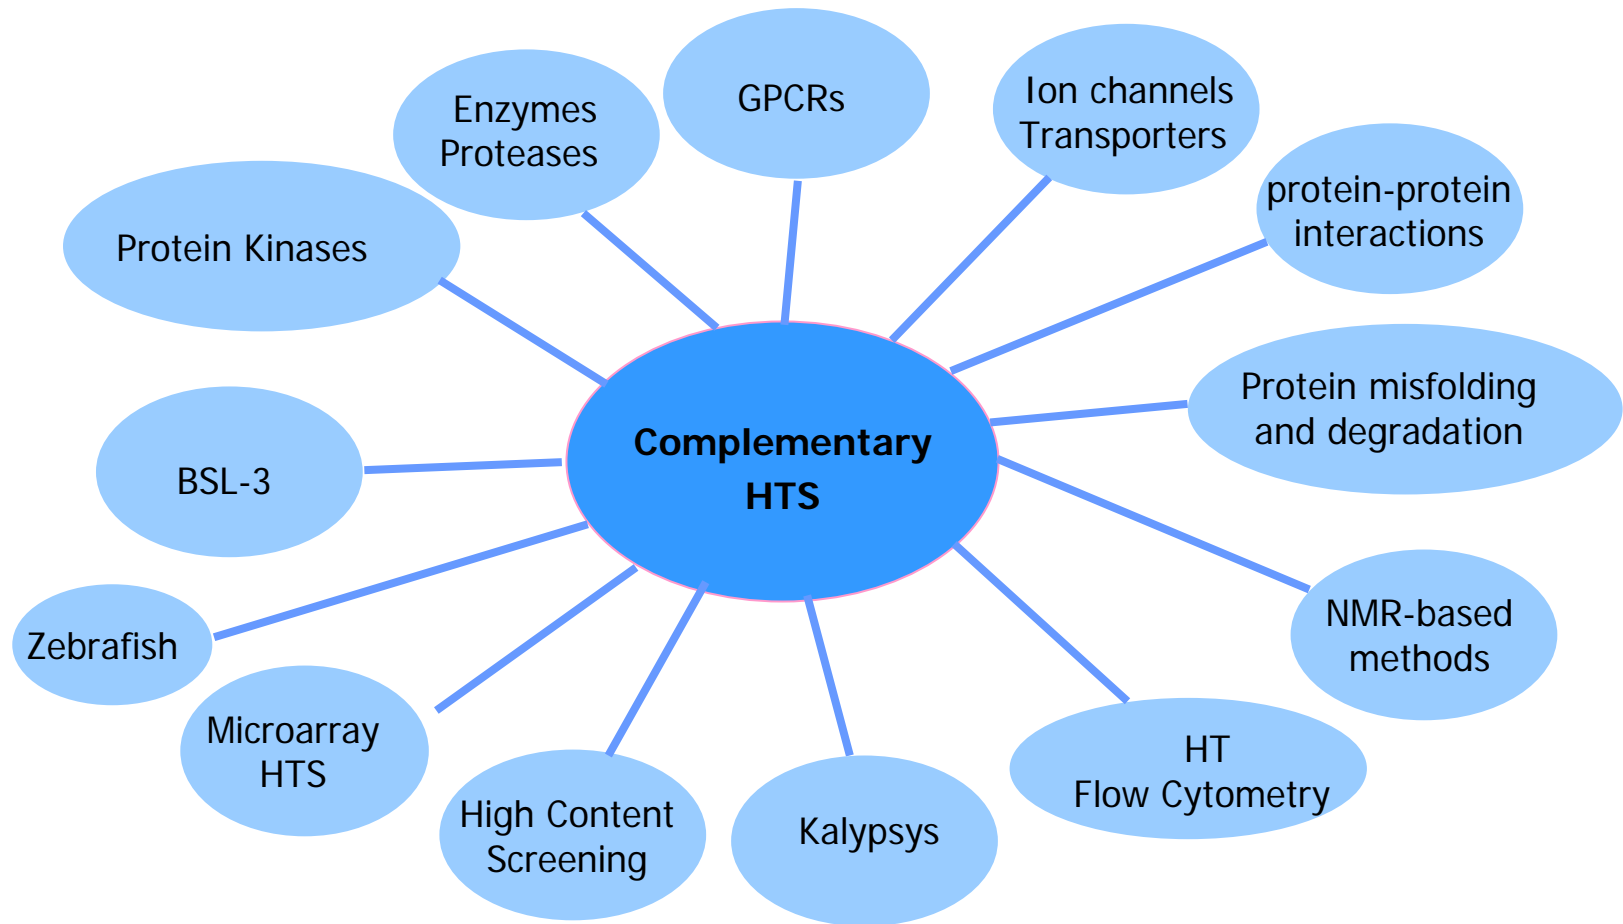 GPCRs
Ion channels
Transporters
Enzymes
Proteases
protein-protein
interactions
Protein Kinases
Protein misfolding
and degradation
Complementary
HTS
BSL-3
NMR-based
methods
Zebrafish
Microarray
HTS
HT
Flow Cytometry
High Content
Screening
Kalypsys